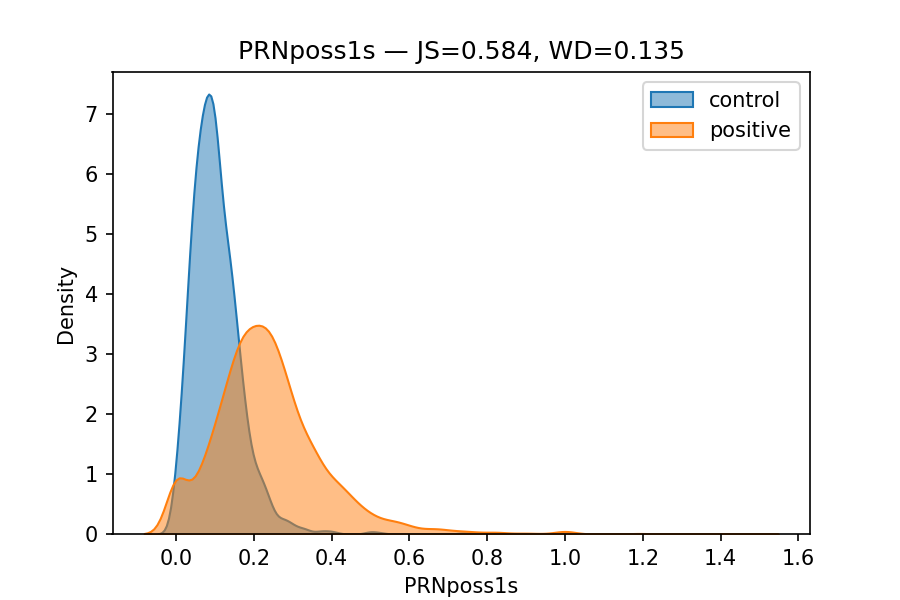 PRNposs1s — JS=0.584, WD=0.135
control
positive
7
6
5
4
3
2
1
0
Density
0.0 0.2 0.4 0.6 0.8 1.0 1.2 1.4 1.6
PRNposs1s